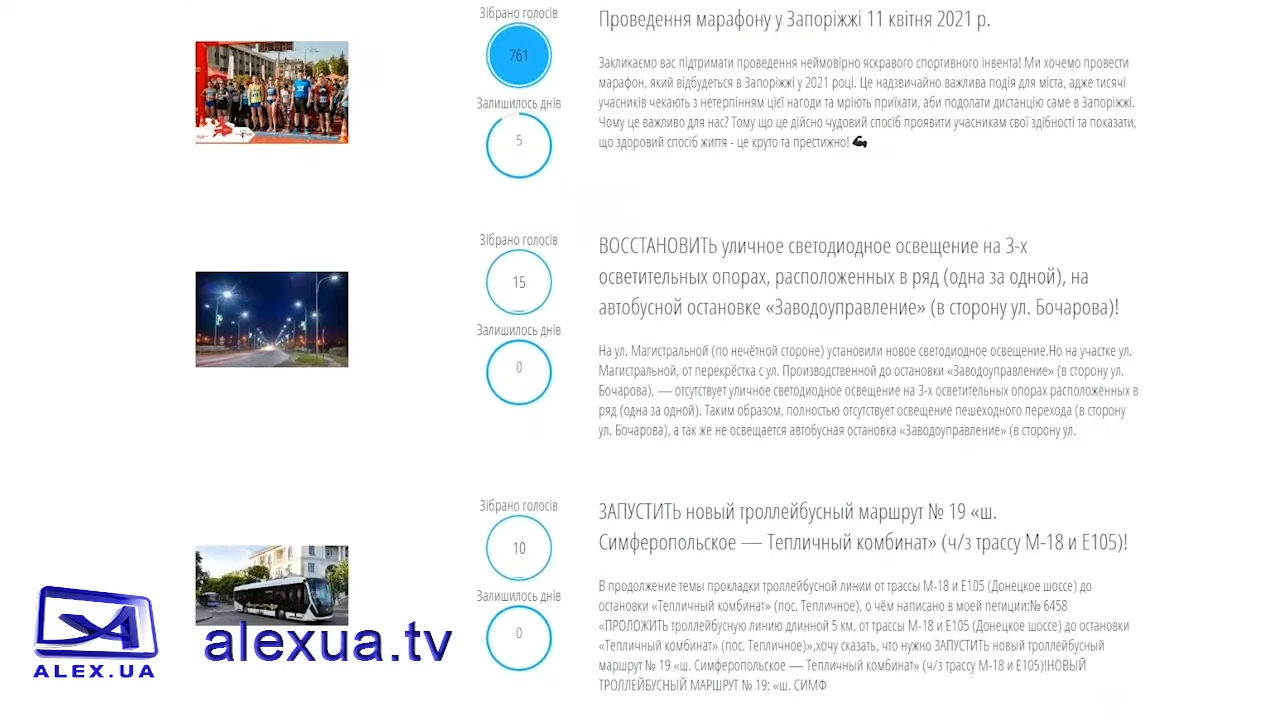 Зібрано голосів
761
Залишилось днів
5
Проведення марафону у Запоріжжі 11 квітня 2021 р.
Закликаємо вас підтримати проведення неймовірно яскравого спортивного інвента! Ми хочемо провести
марафон, який відбудеться в Запоріжжі у 2021 році. Це надзвичайно важлива подія для міста, адже тисячі
учасників чекають з нетерпінням цієї нагоди та мріють приїхати, аби подолати дистанцію саме в Запоріжжі.
Чому це важливо для нас? Тому що це дійсно чудовий спосіб проявити учасникам свої здібності та показати,
що здоровий спосіб життя - це круто та престижно!
Зібрано голосів
15
Залишилось днів
0
ВОССТАНОВИТЬ уличное светодиодное освещение на 3-х
осветительных опорах, расположенных в ряд (одна за одной), на
автобусной остановке «Заводоуправление» (в сторону ул. Бочарова)!
На ул. Магистральной (по нечётной стороне) установили новое светодиодное освещение.Но на участке ул.
Магистральной, от перекрёстка с ул. Производственной до остановки «Заводоуправление» (в сторону ул.
Бочарова), — отсутствует уличное светодиодное освещение на 3-х осветительных опорах расположенных в
ряд (одна за одной). Таким образом, полностью отсутствует освещение пешеходного перехода (в сторону
ул. Бочарова), а так же не освещается автобусная остановка «Заводоуправление» (в сторону ул.
Зібрано голосів
10
Залишилось днів
0
ЗАПУСТИТЬ новый троллейбусный маршрут № 19 «ш.
Симферопольское — Тепличный комбинат» (ч/з трассу М-18 и Е105)!
В продолжение темы прокладки троллейбусной линии от трассы М-18 и Е105 (Донецкое шоссе) до
остановки «Тепличный комбинат» (пос. Тепличное), о чём написано в моей петиции:№ 6458
«ПРОЛОЖИТЬ троллейбусную линию длинной 5 км, от трассы М-18 и Е105 (Донецкое шоссе) до остановки
«Тепличный комбинат» (пос. Тепличное)»,хочу сказать, что нужно ЗАПУСТИТЬ новый троллейбусный
маршрут № 19 «ш. Симферопольское — Тепличный комбинат» (ч/з трассу М-18 и Е105)!НОВЫЙ
ТРОЛЛЕЙБУСНЫЙ МАРШРУТ № 19: «ш. СИМФ
ALEX.UA
alexua.tv